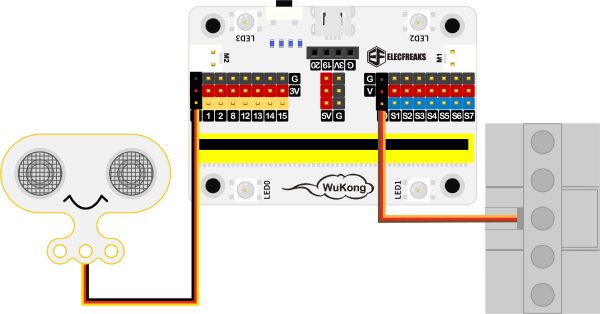 LED3
LED2
M2
M1
20 19 3V G
ELECFREAKS
G
3V
G
V
1 2 8 12 13 14 15
5V G
S1 S2 S3 S4 S5 S6 S7
LED0
WuKong
LED1